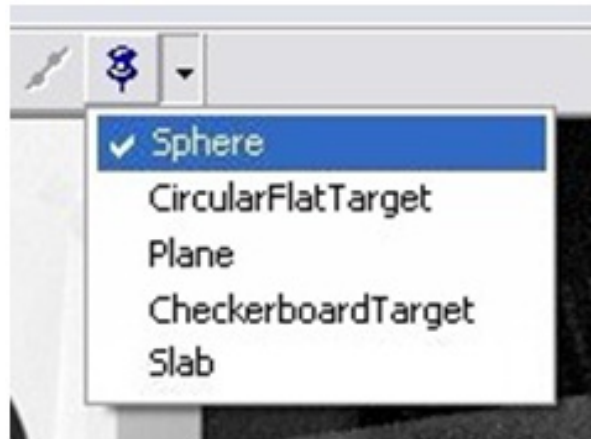 Sphere
CircularFlatTarget
Plane
CheckerboardTarget
Slab